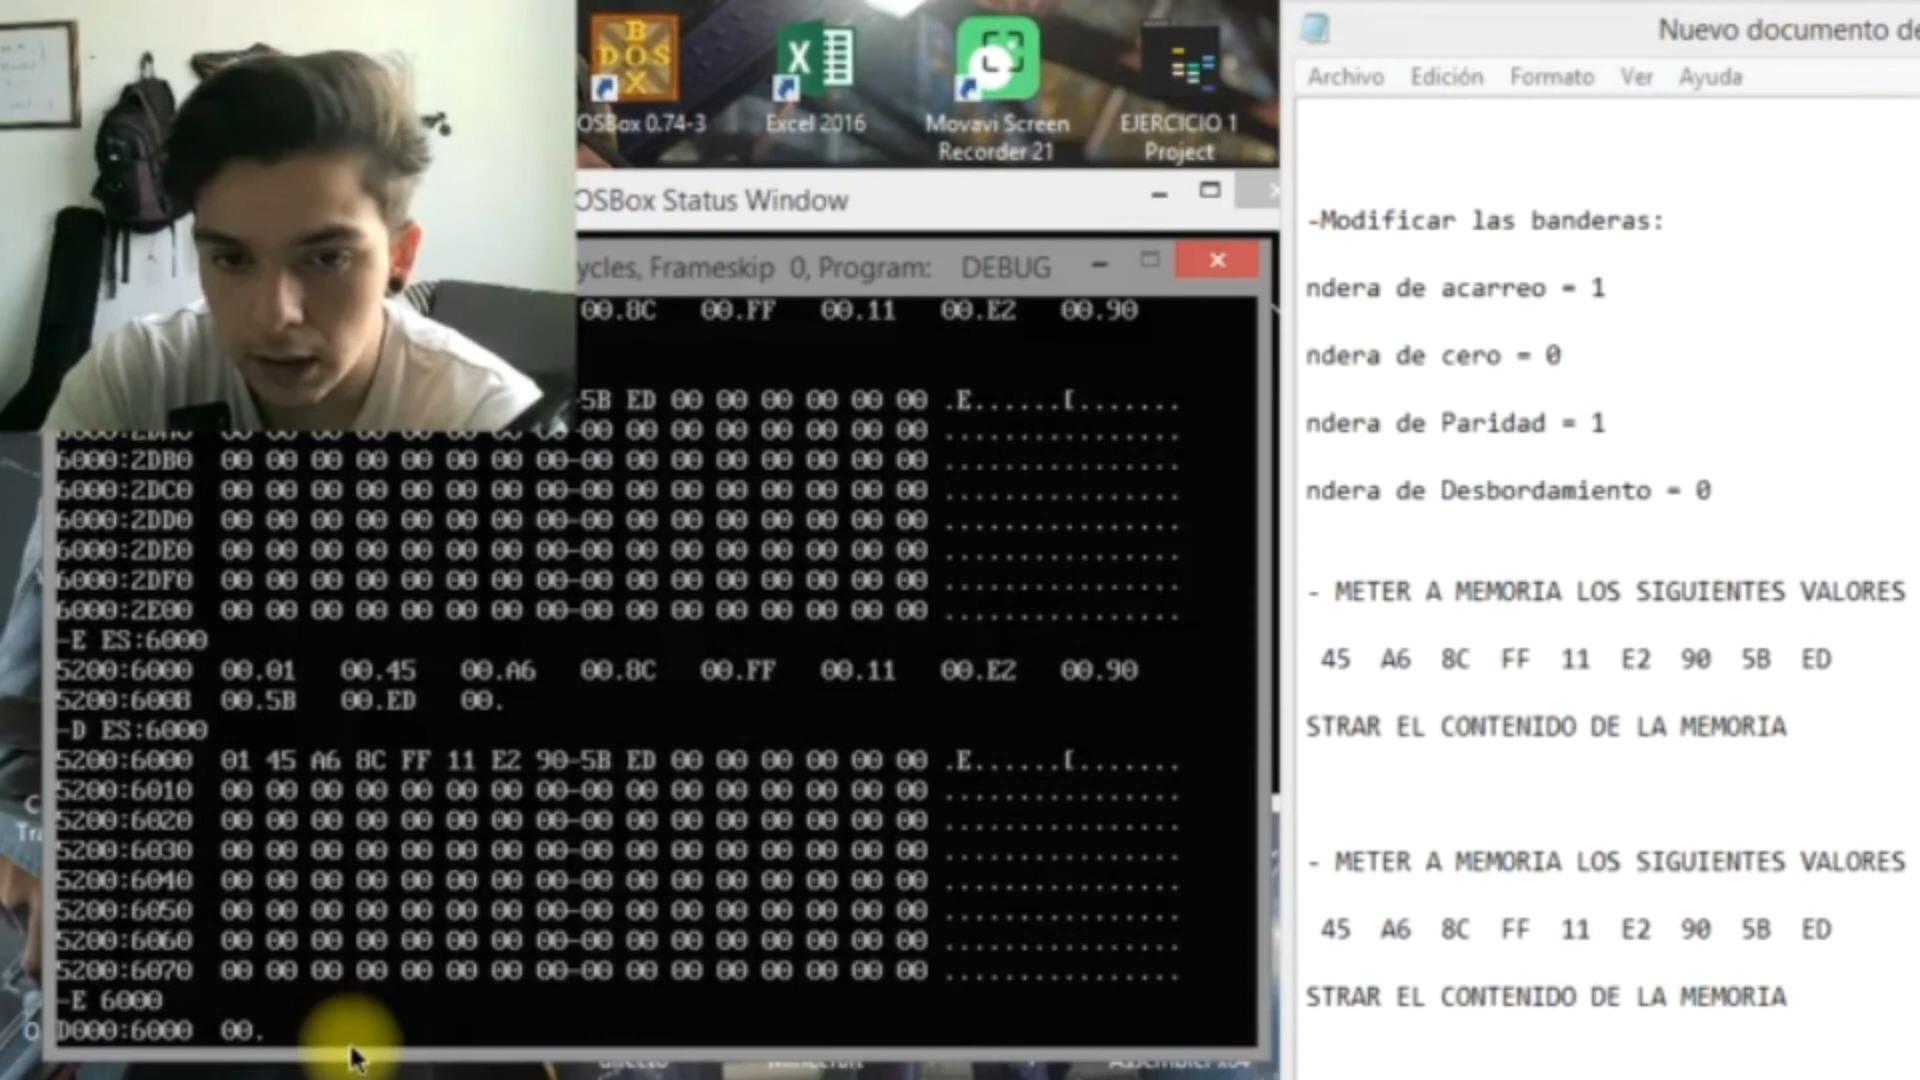 BOX
DOS
OSBox 0.74-3
Excel 2016
Movavi Screen
Recorder 21
EJERCICIO 1
Project
OSBox Status Window
ycles, Frameskip 0, Program: DEBUG
00.8C 00.FF 00.11 00.E2 00.90
5B ED 00 00 00 00 00 00 .E......[.......
00 00 00 00 00 00 00 00 ................
6000:2DB0 00 00 00 00 00 00 00 00-00 00 00 00 00 00 00 00 ................
6000:2DC0 00 00 00 00 00 00 00 00-00 00 00 00 00 00 00 00 ................
6000:2DD0 00 00 00 00 00 00 00 00-00 00 00 00 00 00 00 00 ................
6000:2DE0 00 00 00 00 00 00 00 00-00 00 00 00 00 00 00 00 ................
6000:2DF0 00 00 00 00 00 00 00 00-00 00 00 00 00 00 00 00 ................
6000:2E00 00 00 00 00 00 00 00 00-00 00 00 00 00 00 00 00 ................
-E ES:6000
5200:6000 00.01 00.45 00.A6 00.8C 00.FF 00.11 00.E2 00.90
5200:6008 00.5B 00.ED 00.
-D ES:6000
5200:6000 01 45 A6 8C FF 11 E2 90-5B ED 00 00 00 00 00 00 .E......[.......
5200:6010 00 00 00 00 00 00 00 00-00 00 00 00 00 00 00 00 ................
5200:6020 00 00 00 00 00 00 00 00-00 00 00 00 00 00 00 00 ................
5200:6030 00 00 00 00 00 00 00 00-00 00 00 00 00 00 00 00 ................
5200:6040 00 00 00 00 00 00 00 00-00 00 00 00 00 00 00 00 ................
5200:6050 00 00 00 00 00 00 00 00-00 00 00 00 00 00 00 00 ................
5200:6060 00 00 00 00 00 00 00 00-00 00 00 00 00 00 00 00 ................
5200:6070 00 00 00 00 00 00 00 00-00 00 00 00 00 00 00 00 ................
-E 6000
D000:6000 00.
Nuevo documento de
Archivo Edición Formato Ver Ayuda
-Modificar las banderas:
ndera de acarreo = 1
ndera de cero = 0
ndera de Paridad = 1
ndera de Desbordamiento = 0
- METER A MEMORIA LOS SIGUIENTES VALORES
45 A6 8C FF 11 E2 90 5B ED
STRAR EL CONTENIDO DE LA MEMORIA
- METER A MEMORIA LOS SIGUIENTES VALORES
45 A6 8C FF 11 E2 90 5B ED
STRAR EL CONTENIDO DE LA MEMORIA